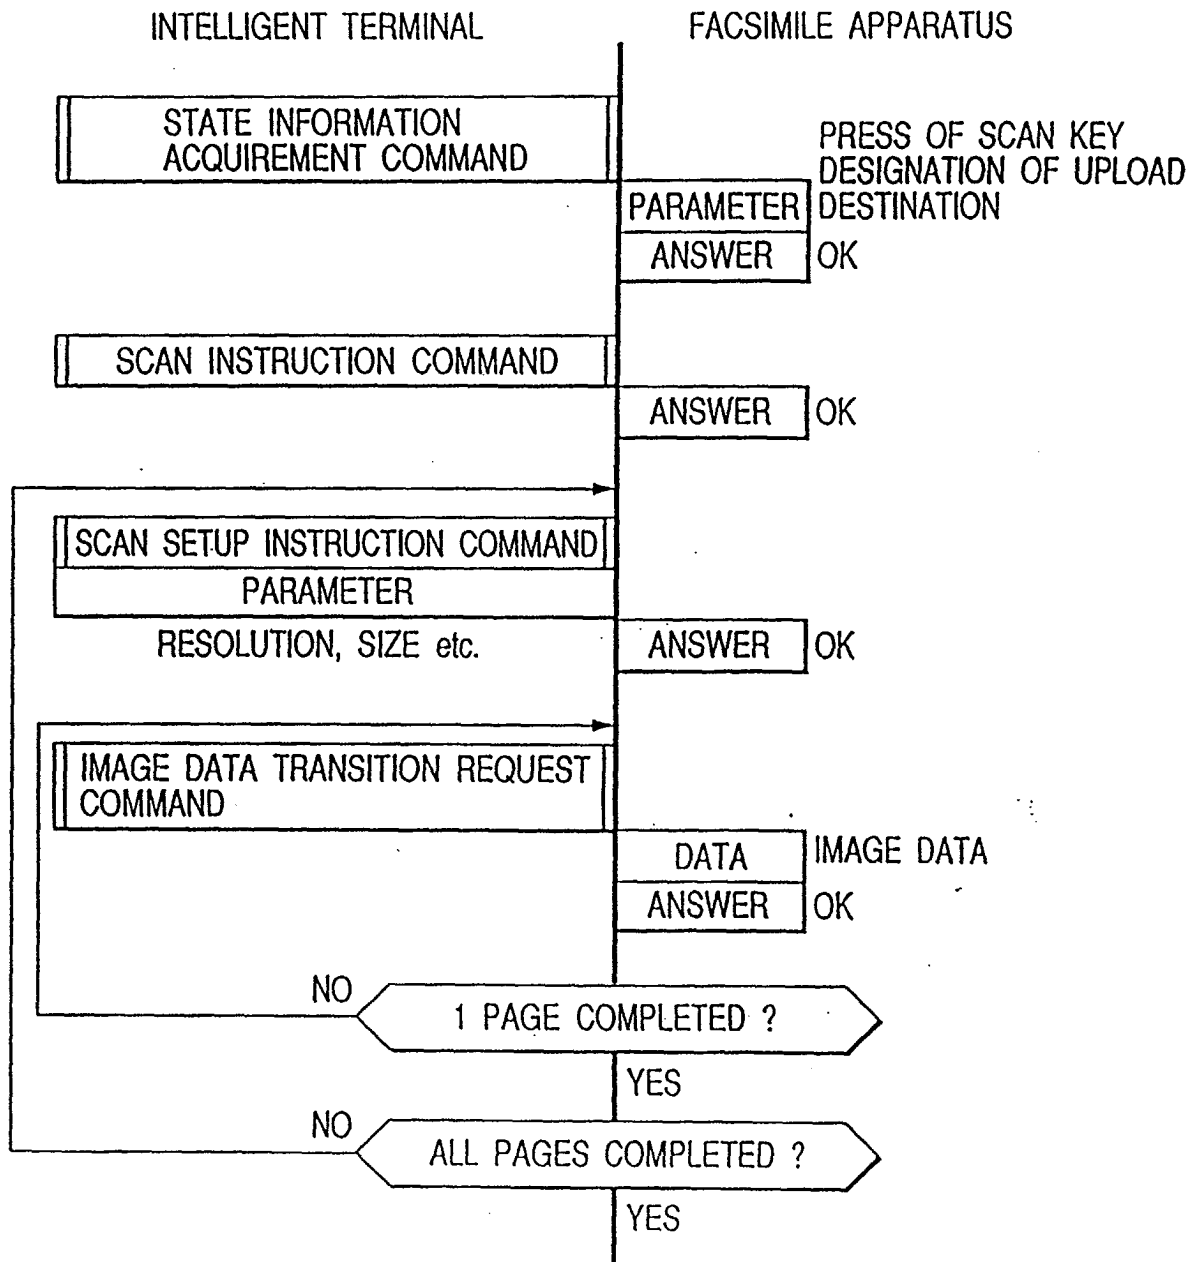 INTELLIGENT TERMINAL
FACSIMILE APPARATUS
STATE INFORMATION
ACQUIREMENT COMMAND
PRESS OF SCAN KEY
DESIGNATION OF UPLOAD
DESTINATION
PARAMETER
ANSWER
OK
SCAN INSTRUCTION COMMAND
ANSWER
OK
SCAN SETUP INSTRUCTION COMMAND
PARAMETER
RESOLUTION, SIZE etc.
ANSWER
OK
IMAGE DATA TRANSITION REQUEST
COMMAND
DATA
IMAGE DATA
ANSWER
OK
NO
1 PAGE COMPLETED ?
YES
NO
ALL PAGES COMPLETED ?
YES